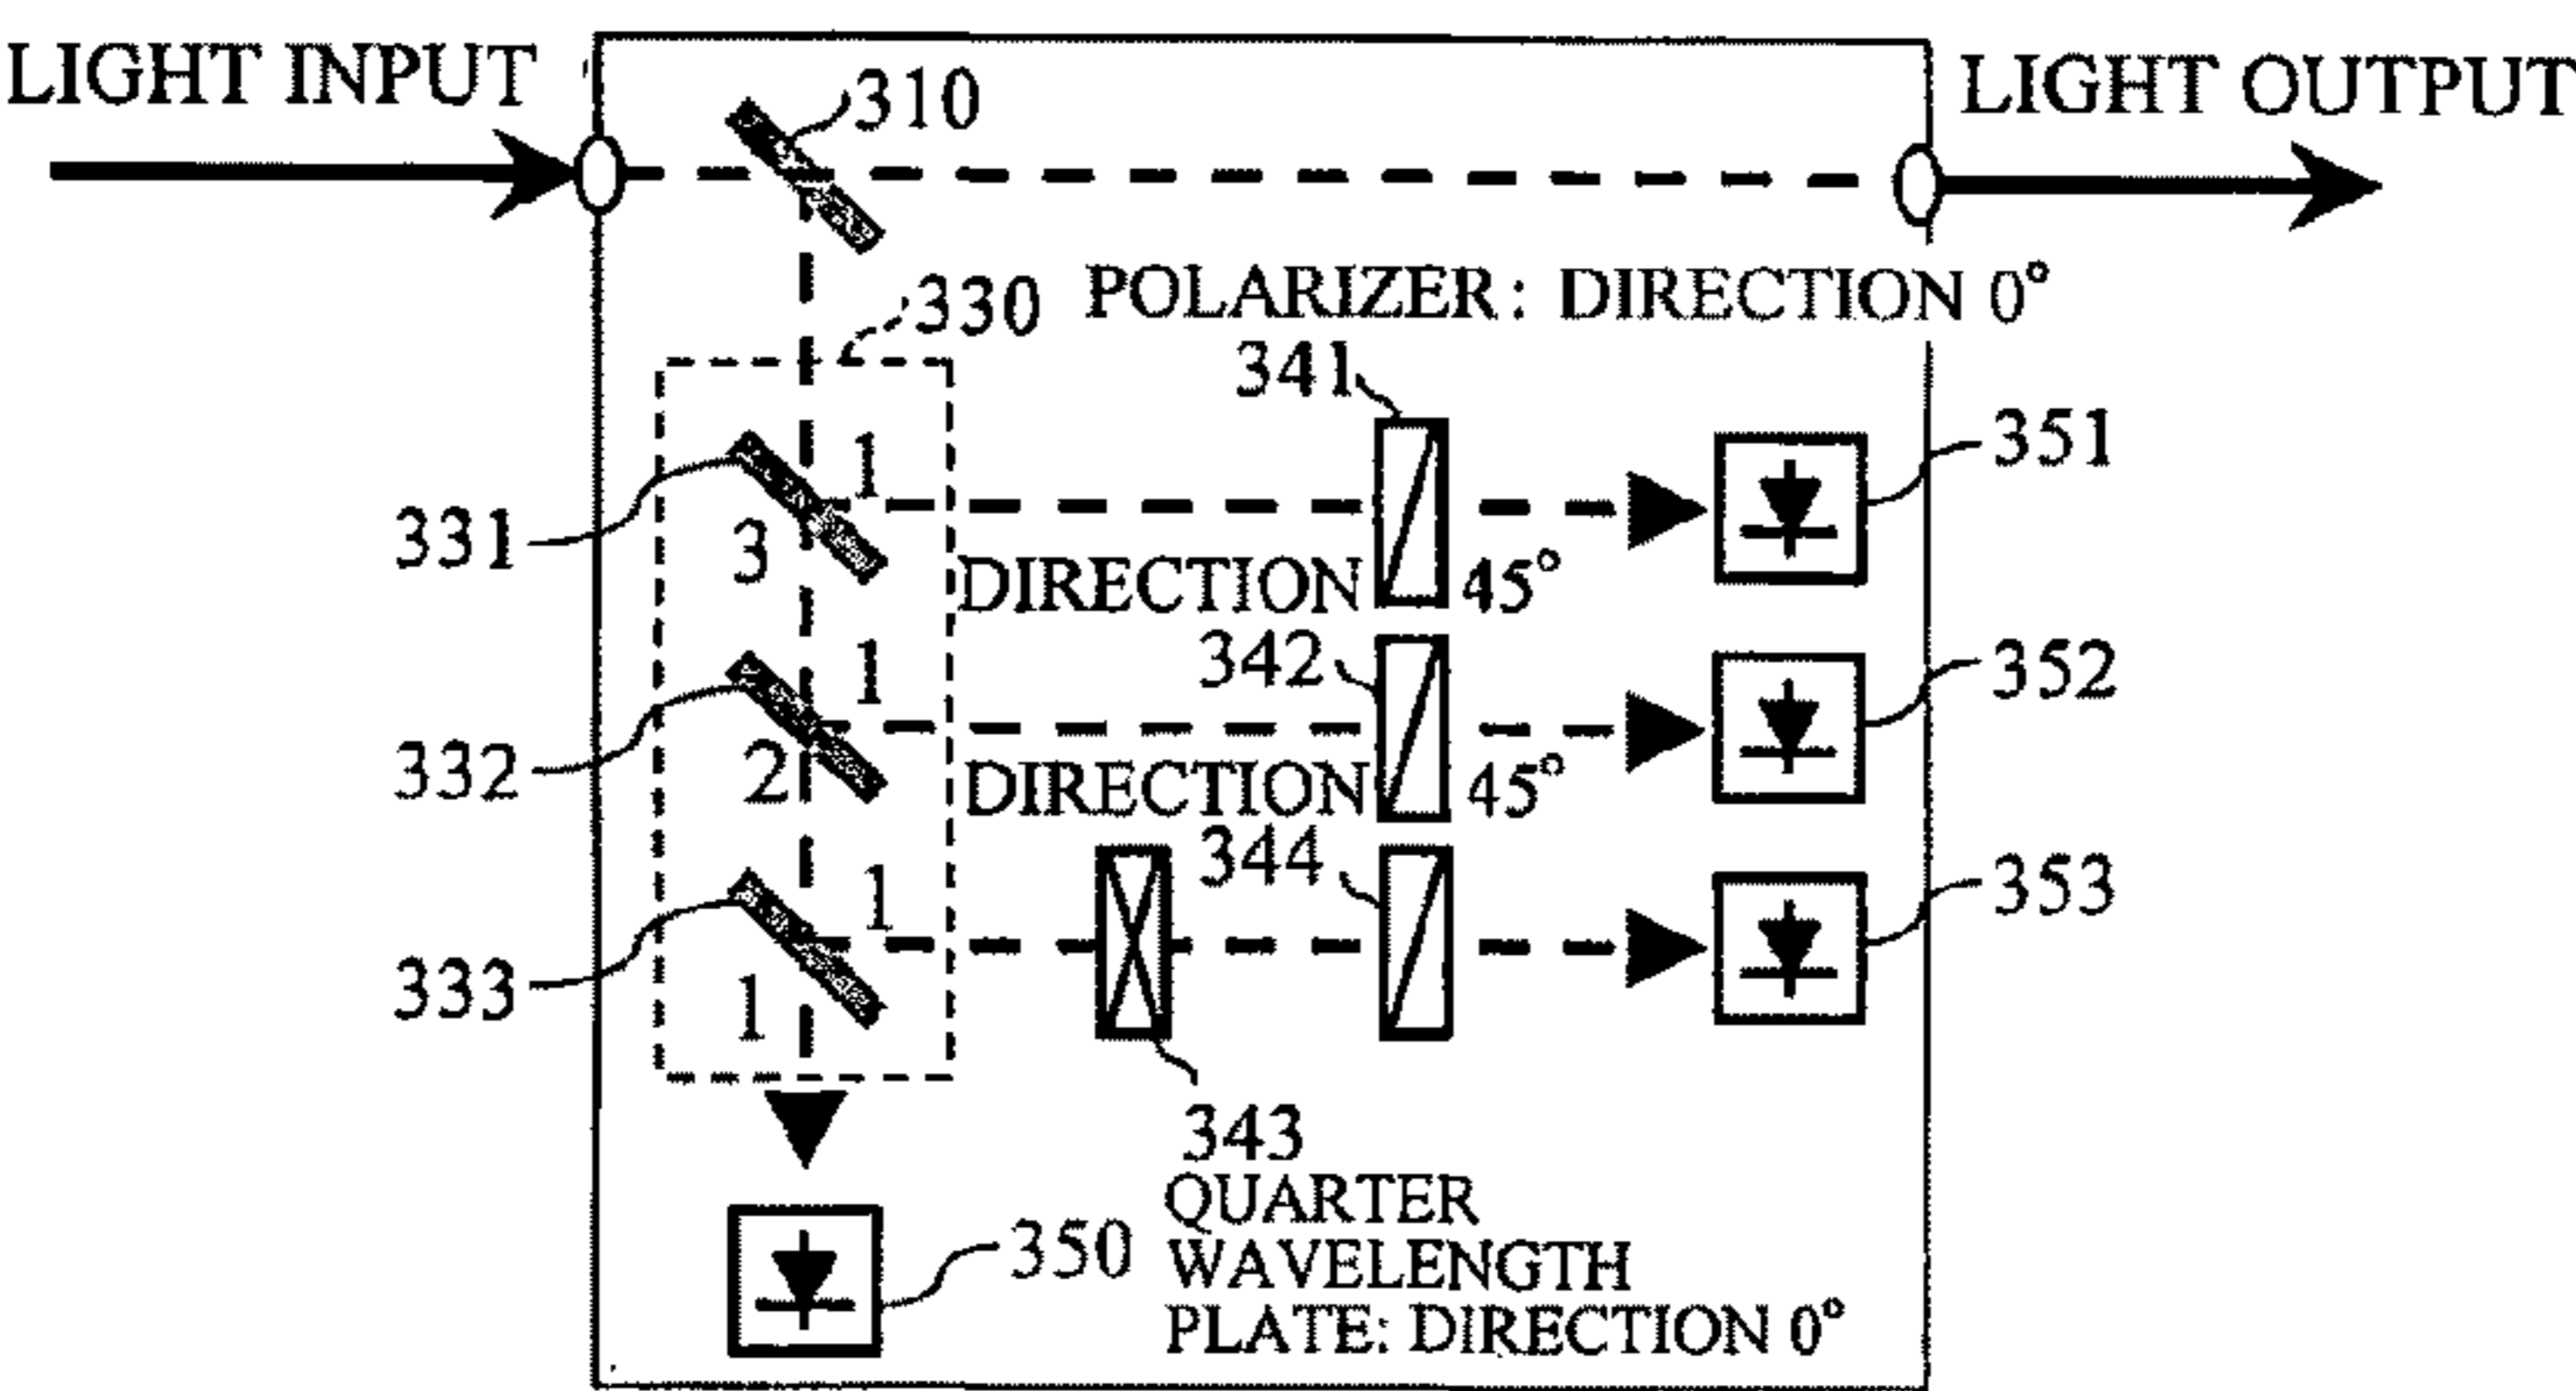 LIGHT INPUT
LIGHT OUTPUT
310
330
POLARIZER: DIRECTION 0°
341
1
351
331
3
DIRECTION 45°
342
1
352
332
2
DIRECTION 45°
344
1
353
333
1
343
350
QUARTER
WAVELENGTH
PLATE: DIRECTION 0°